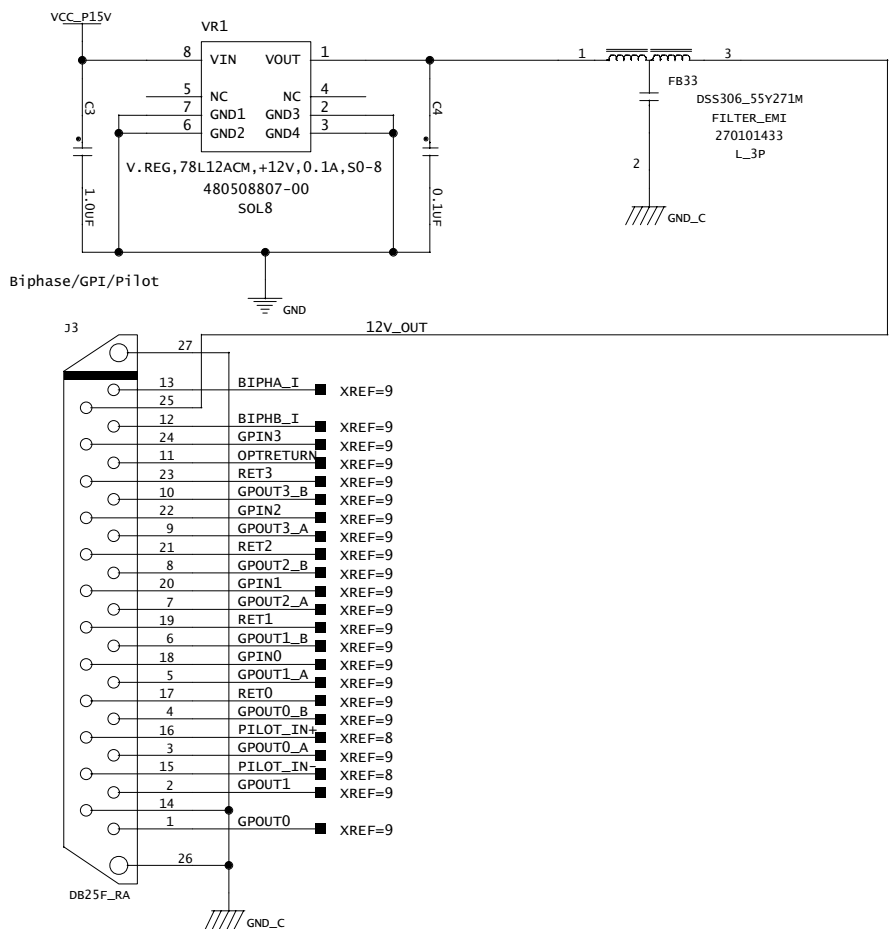 VCC_P15V
VR1
8 VIN VOUT 1
1 3
C3
5 NC NC 4
7 GND1 GND3 2
6 GND2 GND4 3
C4
FB33
DSS306_55Y271M
FILTER_EMI
270101433
L_3P
2
V.REG,78L12ACM,+12V,0.1A,SO-8
480508807-00
SOL8
1.0UF
0.1UF
GND_C
Biphase/GPI/Pilot
GND
J3
12V_OUT
27
13 BIPHA_I XREF=9
25
12 BIPHB_I XREF=9
24 GPIN3 XREF=9
11 OPTRETURN XREF=9
23 RET3 XREF=9
10 GPOUT3_B XREF=9
22 GPIN2 XREF=9
9 GPOUT3_A XREF=9
21 RET2 XREF=9
8 GPOUT2_B XREF=9
20 GPIN1 XREF=9
7 GPOUT2_A XREF=9
19 RET1 XREF=9
6 GPOUT1_B XREF=9
18 GPIN0 XREF=9
5 GPOUT1_A XREF=9
17 RET0 XREF=9
4 GPOUT0_B XREF=9
16 PILOT_IN+ XREF=8
3 GPOUT0_A XREF=9
15 PILOT_IN- XREF=8
2 GPOUT1 XREF=9
14
1 GPOUT0 XREF=9
26
DB25F_RA
GND_C